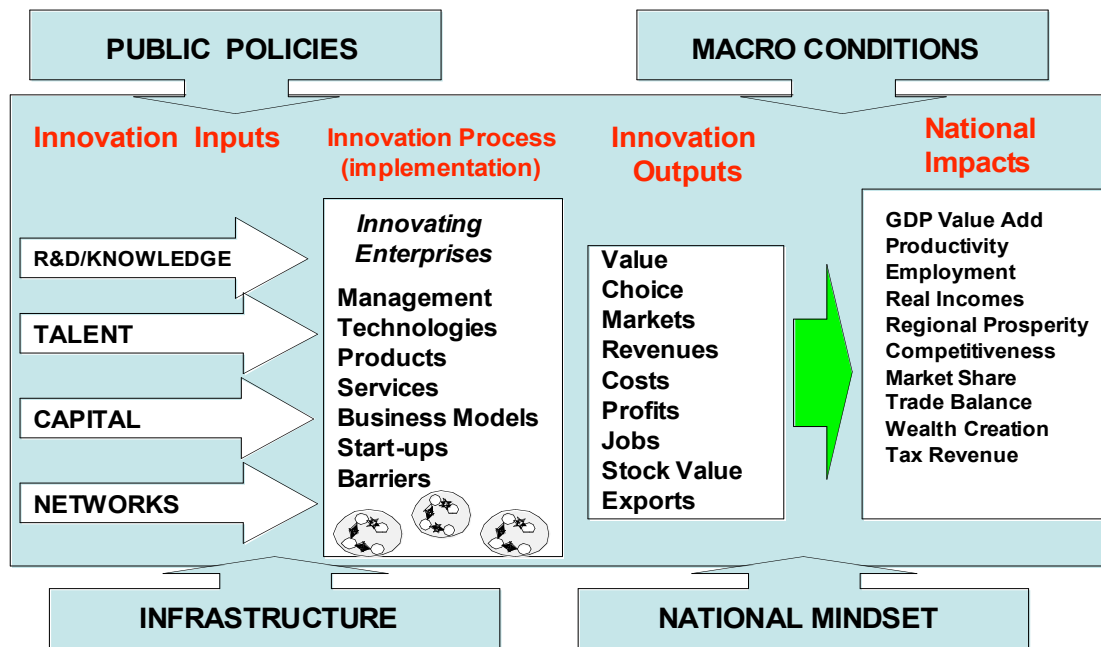 PUBLIC POLICIES
MACRO CONDITIONS
Innovation Inputs
R&D/KNOWLEDGE
TALENT
CAPITAL
NETWORKS
Innovation Process
(implementation)
Innovating
Enterprises
Management
Technologies
Products
Services
Business Models
Start-ups
Barriers
Innovation
Outputs
Value
Choice
Markets
Revenues
Costs
Profits
Jobs
Stock Value
Exports
National
Impacts
GDP Value Add
Productivity
Employment
Real Incomes
Regional Prosperity
Competitiveness
Market Share
Trade Balance
Wealth Creation
Tax Revenue
INFRASTRUCTURE
NATIONAL MINDSET